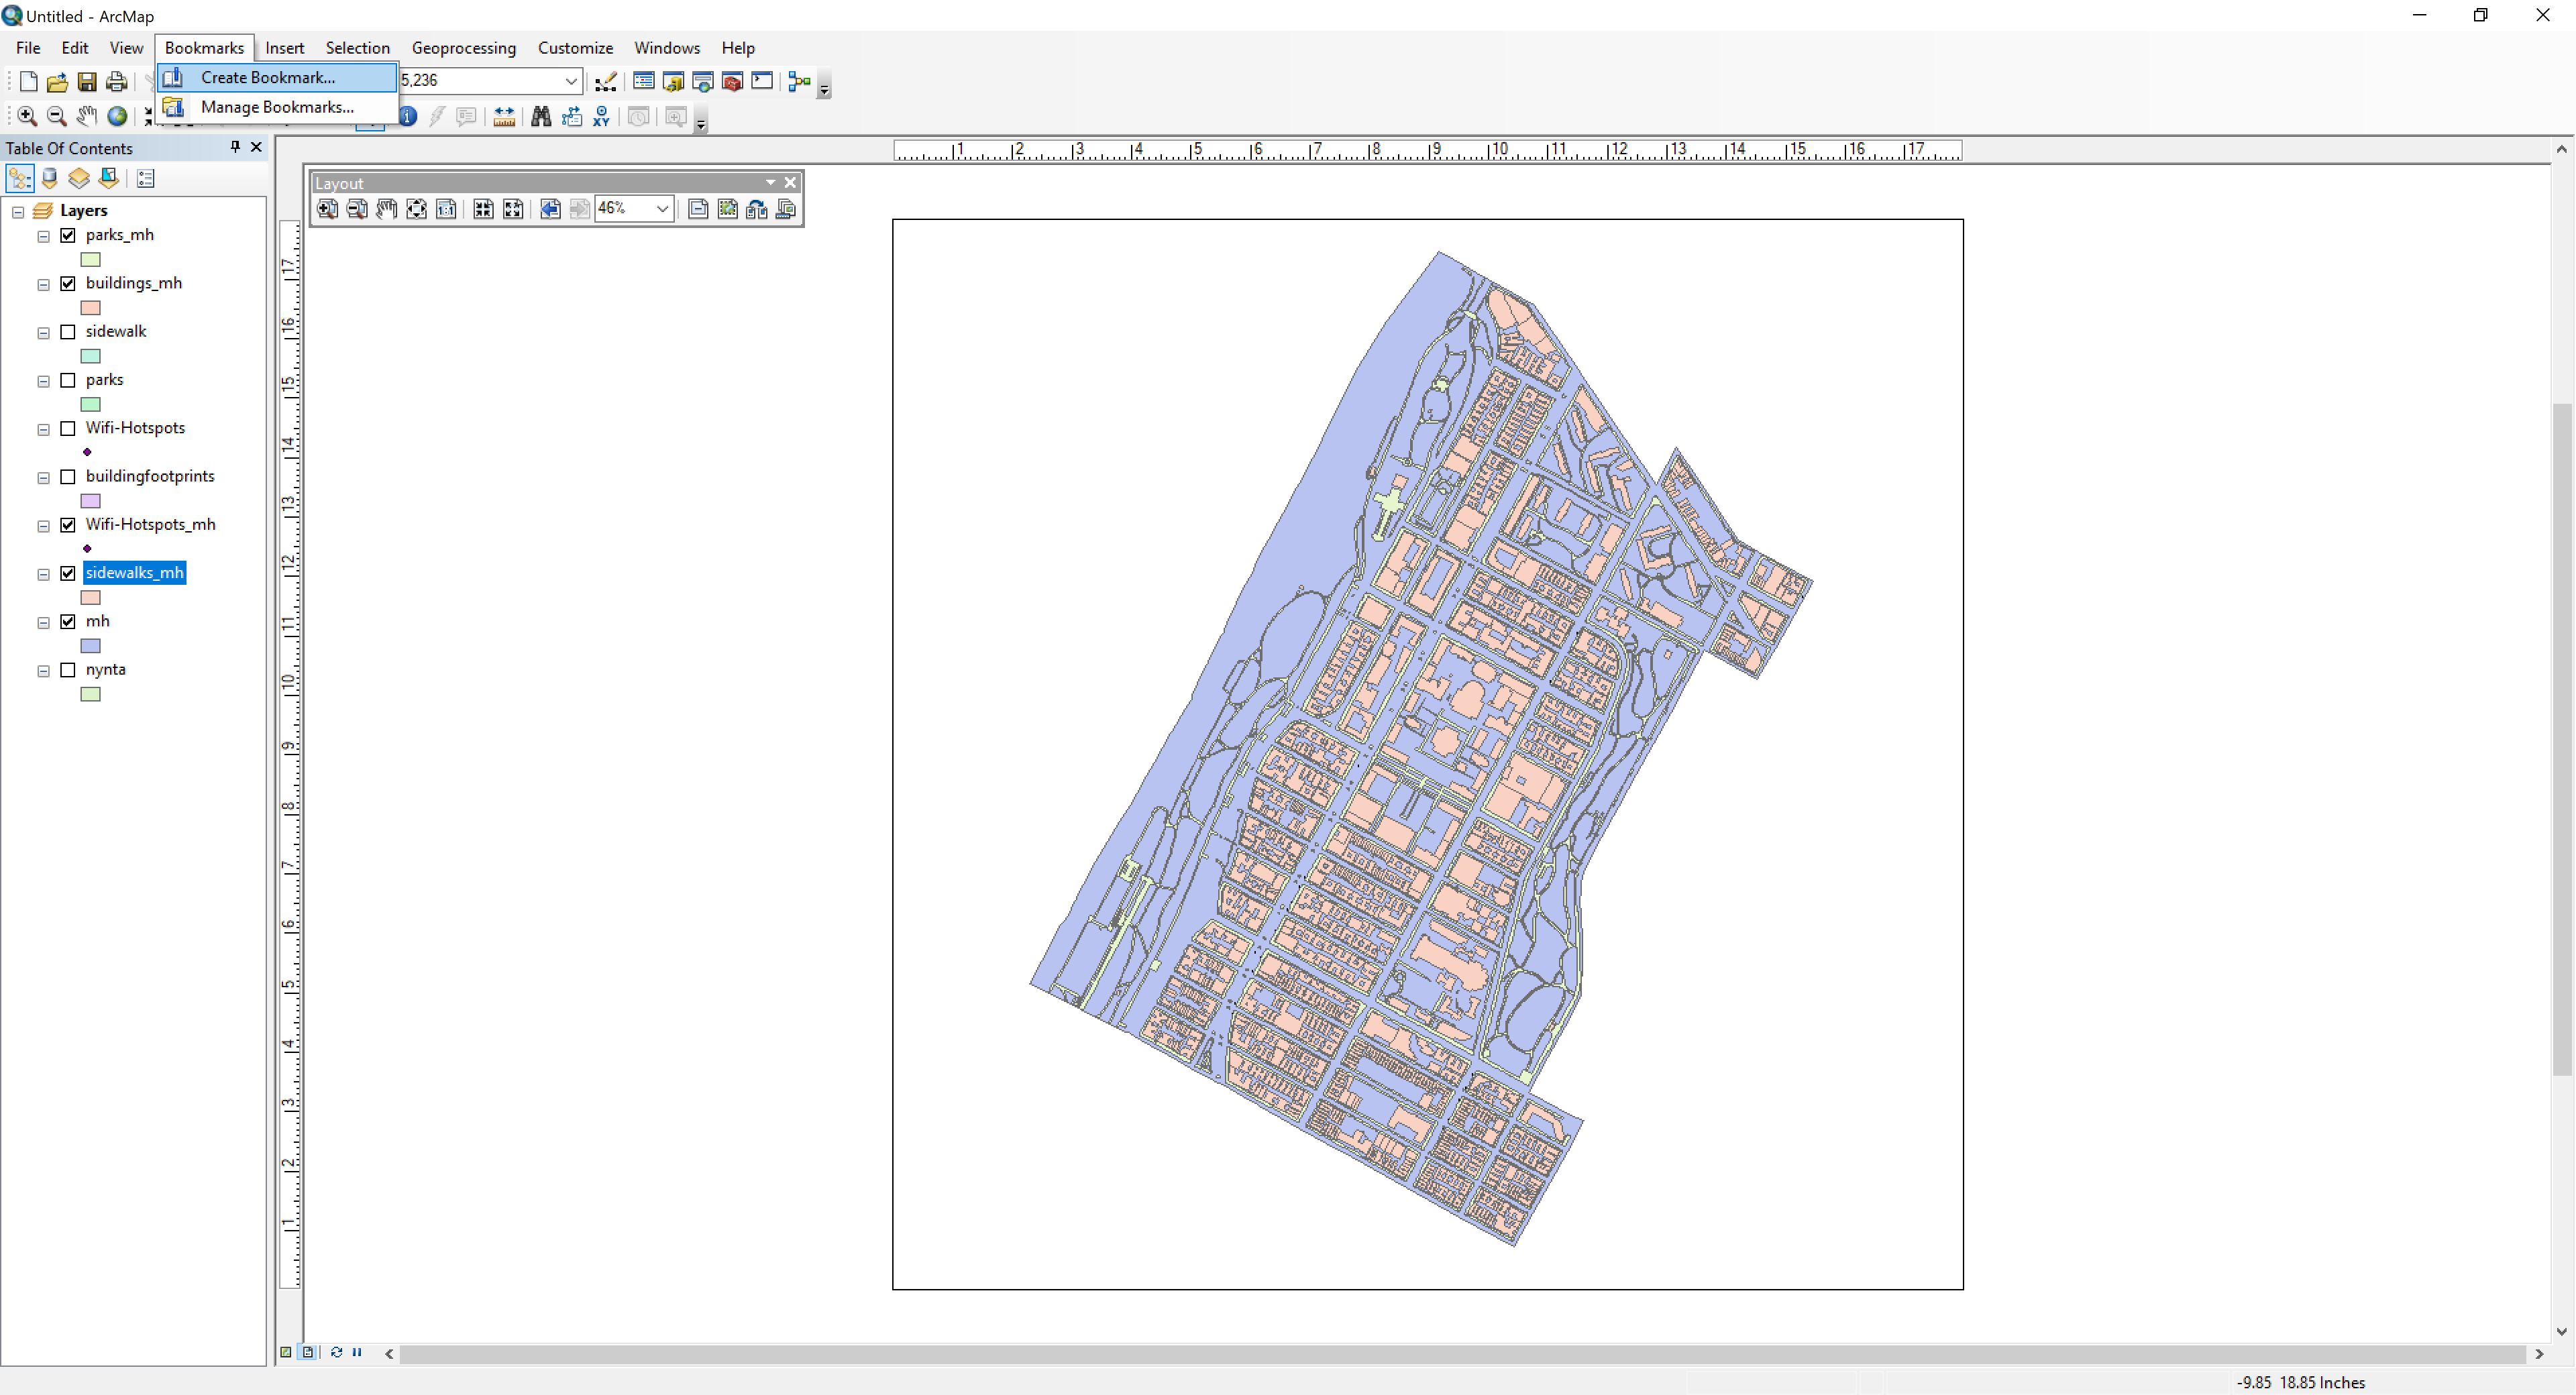 Untitled - ArcMap
File Edit View Bookmarks Insert Selection Geoprocessing Customize Windows Help
Create Bookmark...
5,236
Manage Bookmarks...
XY
Table Of Contents
1 2 3 4 5 6 7 8 9 10 11 12 13 14 15 16 17
Layout
1:1
46%
Layers
parks_mh
buildings_mh
sidewalk
parks
Wifi-Hotspots
buildingfootprints
Wifi-Hotspots_mh
sidewalks_mh
mh
nynta
17
16
15
14
13
12
11
10
9
8
7
6
5
4
3
2
1
-9.85 18.85 Inches